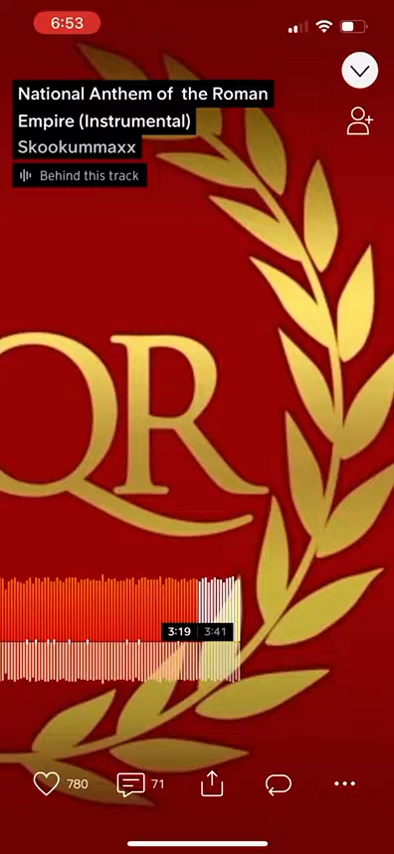 6:53
National Anthem of the Roman
Empire (Instrumental)
Skookummaxx
Behind this track
QR
3:19 3:41
780 71